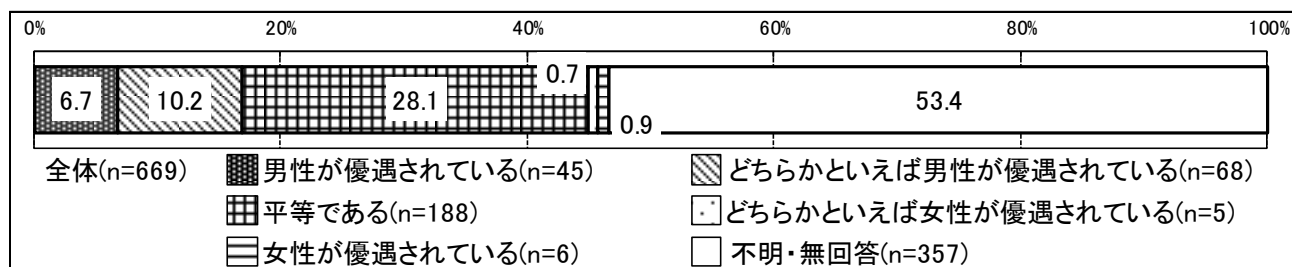 0% 20% 40% 60% 80% 100%
6.7 10.2 28.1 0.7 0.9 53.4
全体(n=669) 男性が優遇されている(n=45) どちらかといえば男性が優遇されている(n=68)
平等である(n=188) どちらかといえば女性が優遇されている(n=5)
女性が優遇されている(n=6) 不明・無回答(n=357)